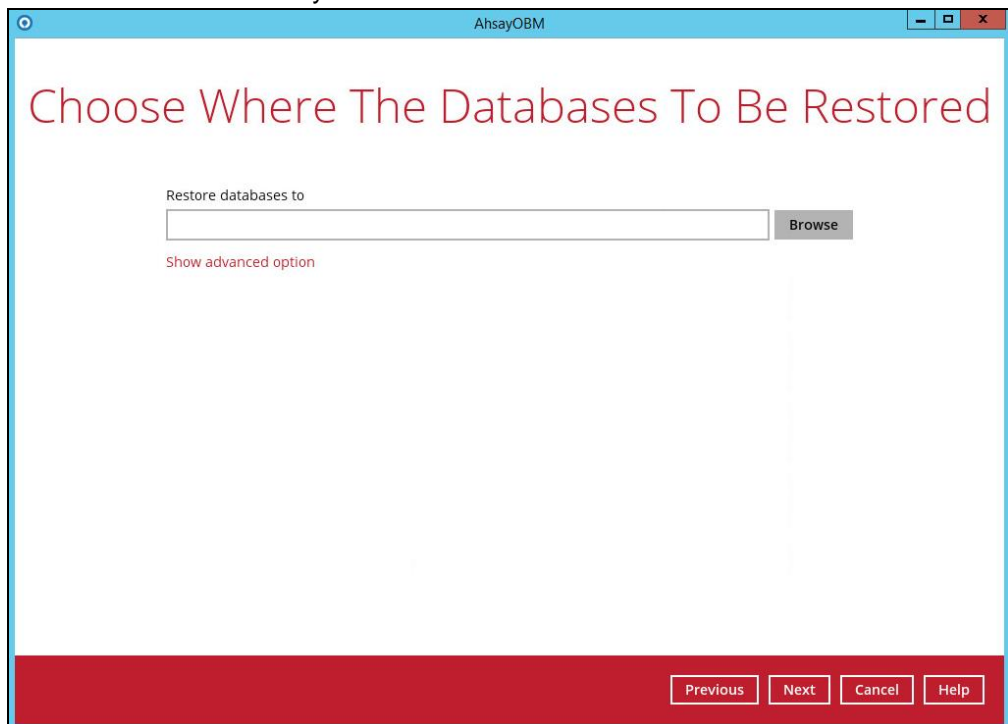 AhsayOBM
Choose Where The Databases To Be Restored
Restore databases to
Browse
Show advanced option
Previous Next Cancel Help